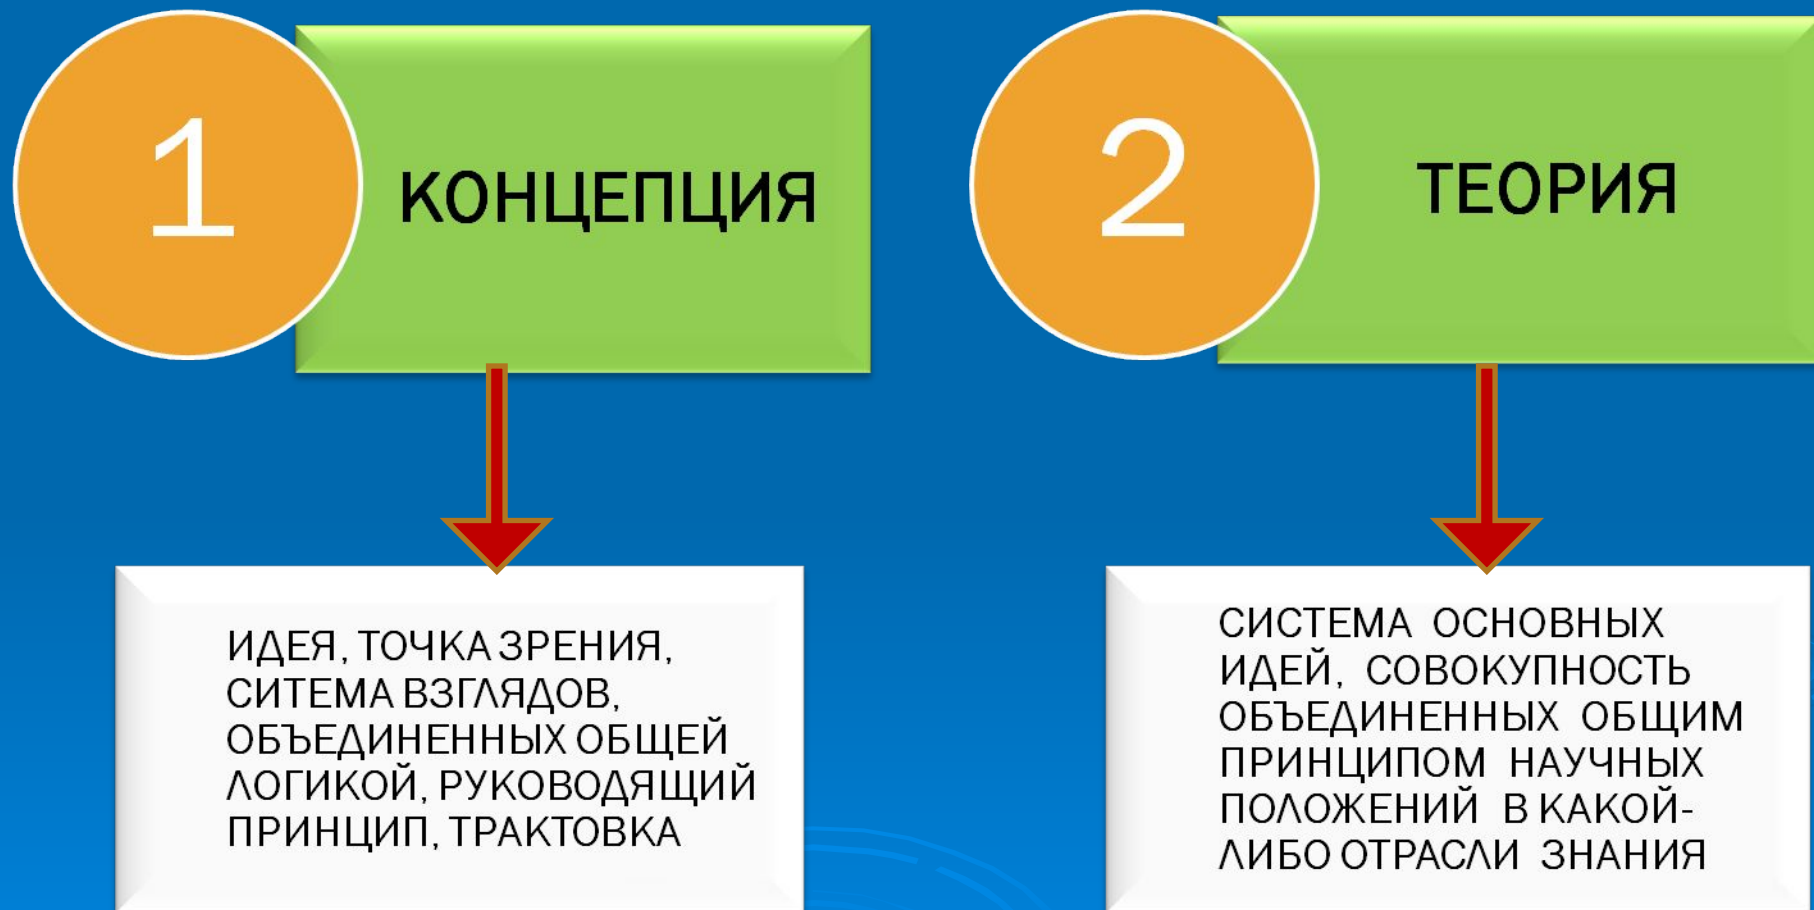 1
КОНЦЕПЦИЯ
ИДЕЯ, ТОЧКА ЗРЕНИЯ,
СИТЕМА ВЗГЛЯДОВ,
ОБЪЕДИНЕННЫХ ОБЩЕЙ
ЛОГИКОЙ, РУКОВОДЯЩИЙ
ПРИНЦИП, ТРАКТОВКА
2
ТЕОРИЯ
СИСТЕМА ОСНОВНЫХ
ИДЕЙ, СОВОКУПНОСТЬ
ОБЪЕДИНЕННЫХ ОБЩИМ
ПРИНЦИПОМ НАУЧНЫХ
ПОЛОЖЕНИЙ В КАКОЙ-
ЛИБО ОТРАСЛИ ЗНАНИЯ